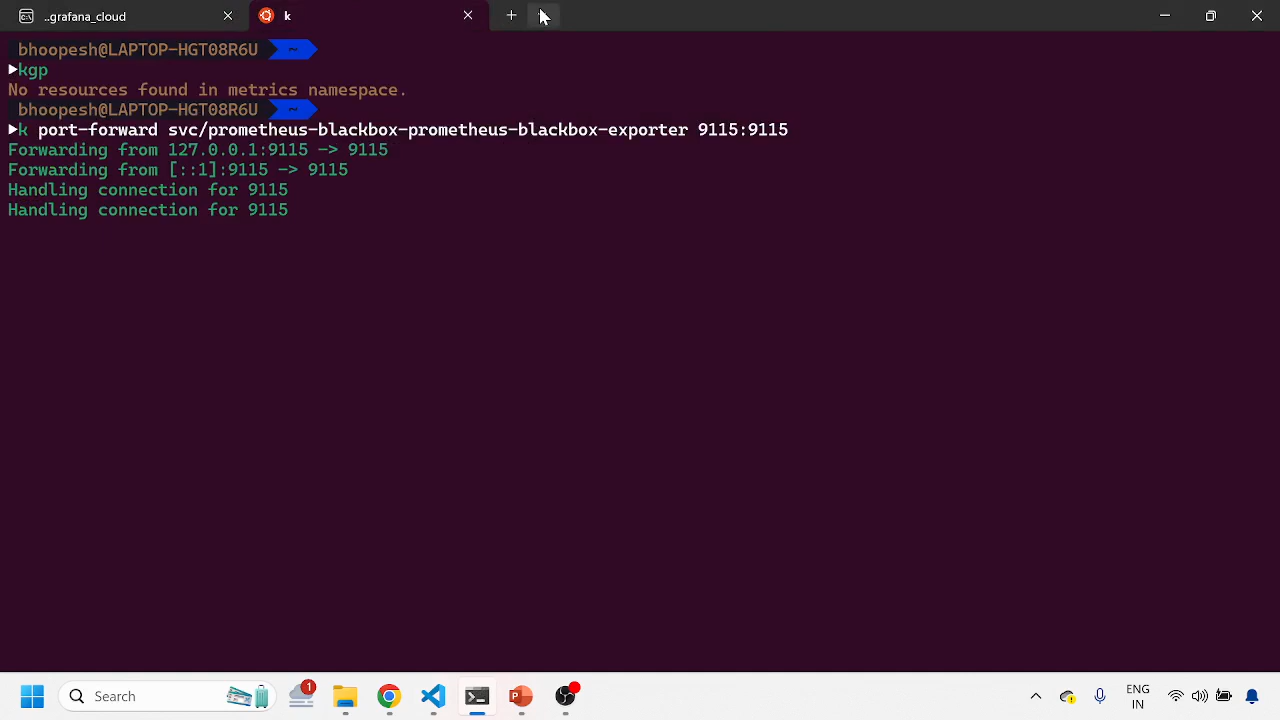 ..grafana_cloud
k
bhoopesh@LAPTOP-HGT08R6U ~
▶kgp
No resources found in metrics namespace.
bhoopesh@LAPTOP-HGT08R6U ~
▶k port-forward svc/prometheus-blackbox-prometheus-blackbox-exporter 9115:9115
Forwarding from 127.0.0.1:9115 -> 9115
Forwarding from [::1]:9115 -> 9115
Handling connection for 9115
Handling connection for 9115
Search
1
ENG
IN